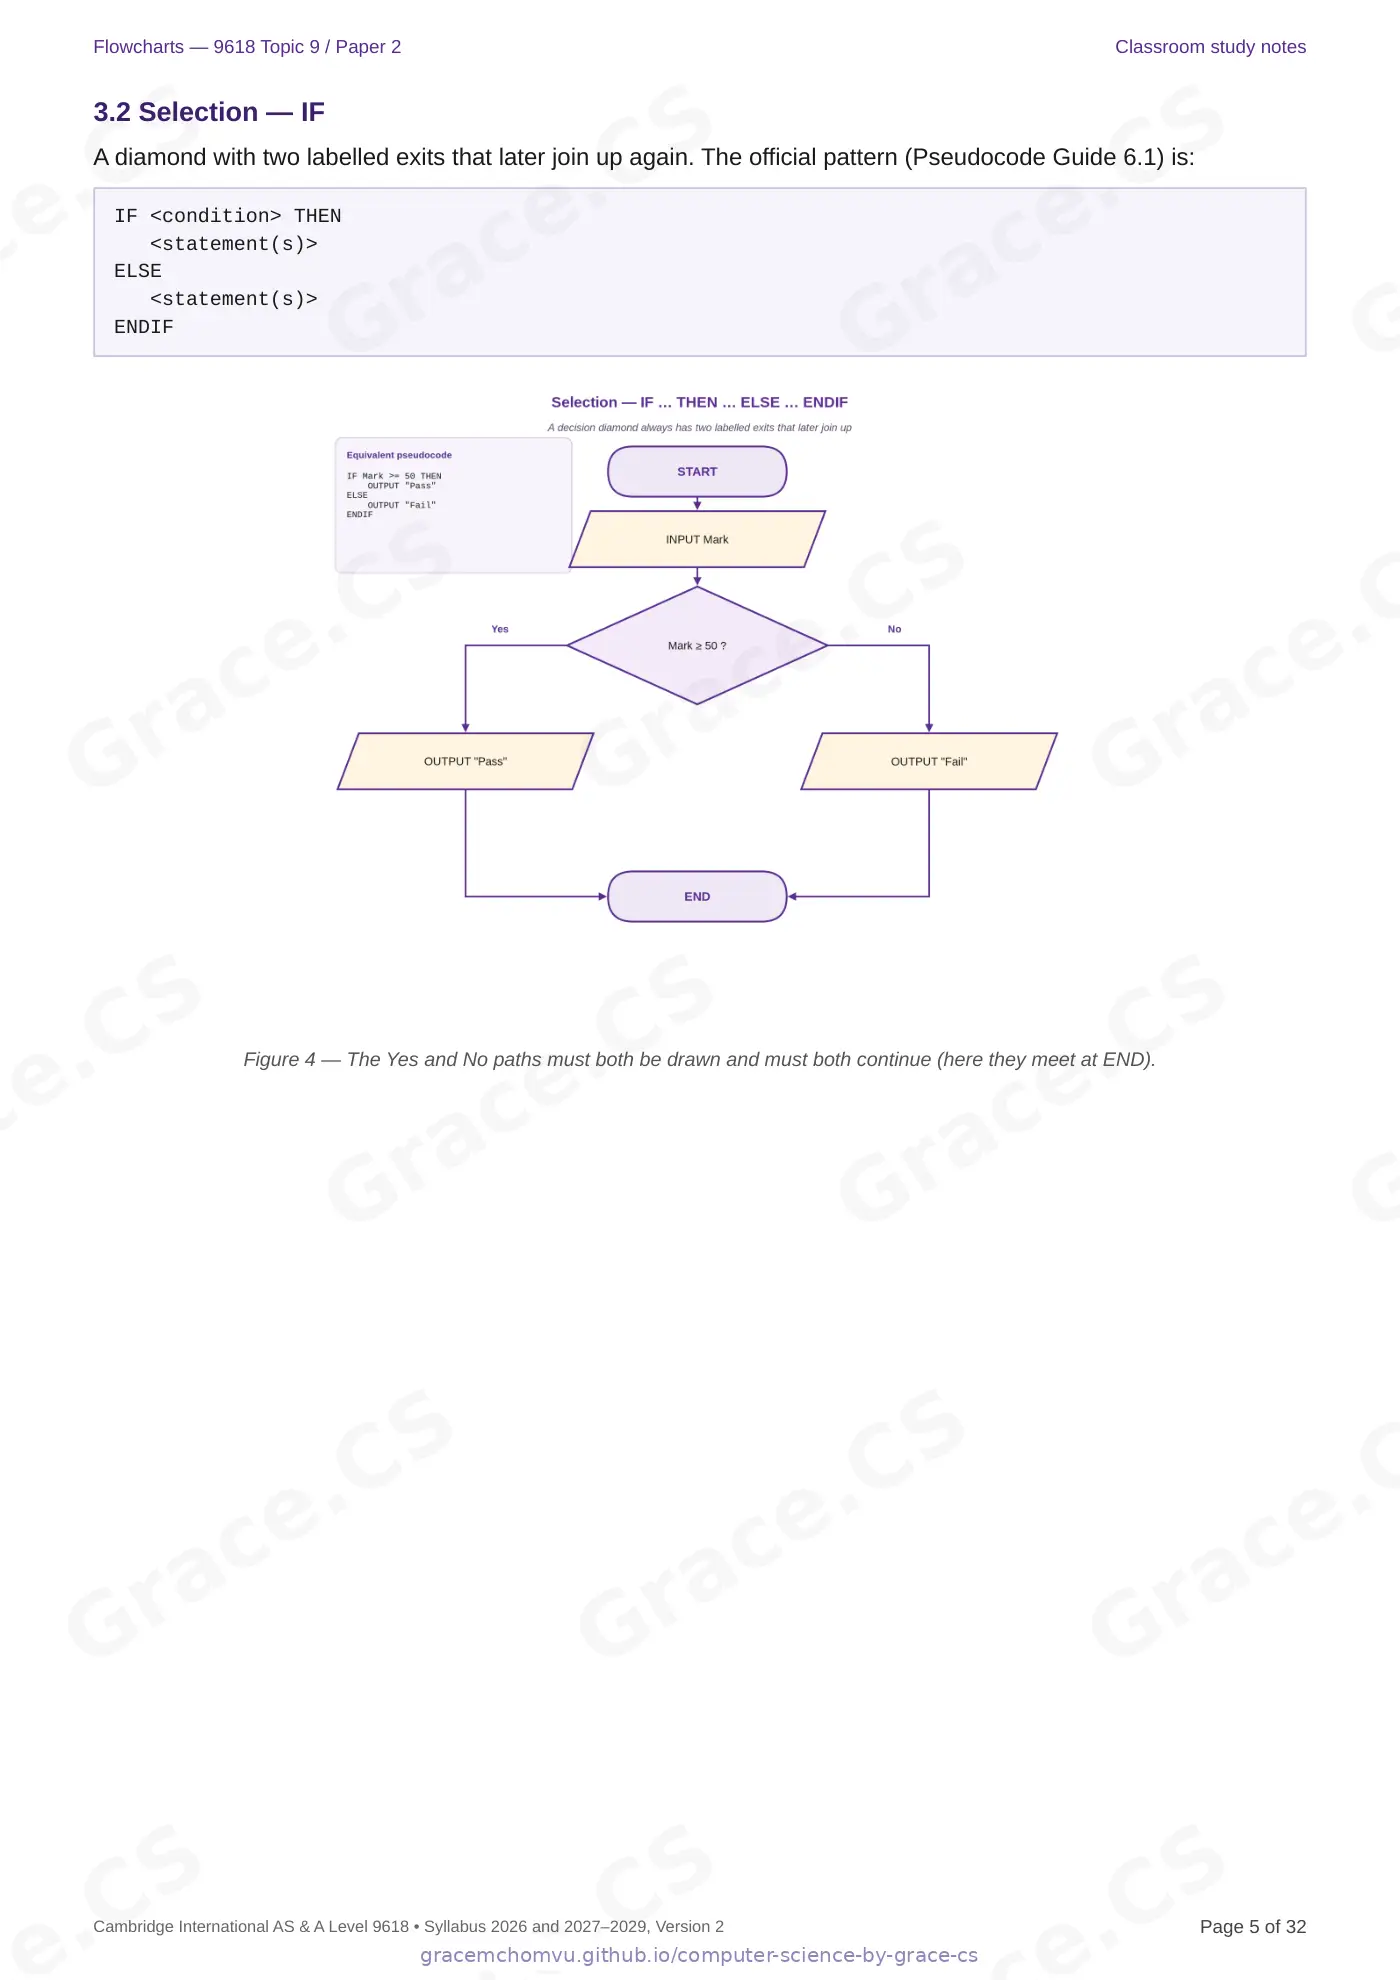 Flowcharts — 9618 Topic 9 / Paper 2
Classroom study notes
3.2 Selection — IF
A diamond with two labelled exits that later join up again. The official pattern (Pseudocode Guide 6.1) is:
IF <condition> THEN
   <statement(s)>
ELSE
   <statement(s)>
ENDIF
Selection — IF … THEN … ELSE … ENDIF
A decision diamond always has two labelled exits that later join up
Equivalent pseudocode
IF Mark >= 50 THEN
    OUTPUT "Pass"
ELSE
    OUTPUT "Fail"
ENDIF
START
INPUT Mark
Mark ≥ 50 ?
Yes
No
OUTPUT "Pass"
OUTPUT "Fail"
END
Figure 4 — The Yes and No paths must both be drawn and must both continue (here they meet at END).
Cambridge International AS & A Level 9618 • Syllabus 2026 and 2027–2029, Version 2
Page 5 of 32
gracemchomvu.github.io/computer-science-by-grace-cs
Grace.CS